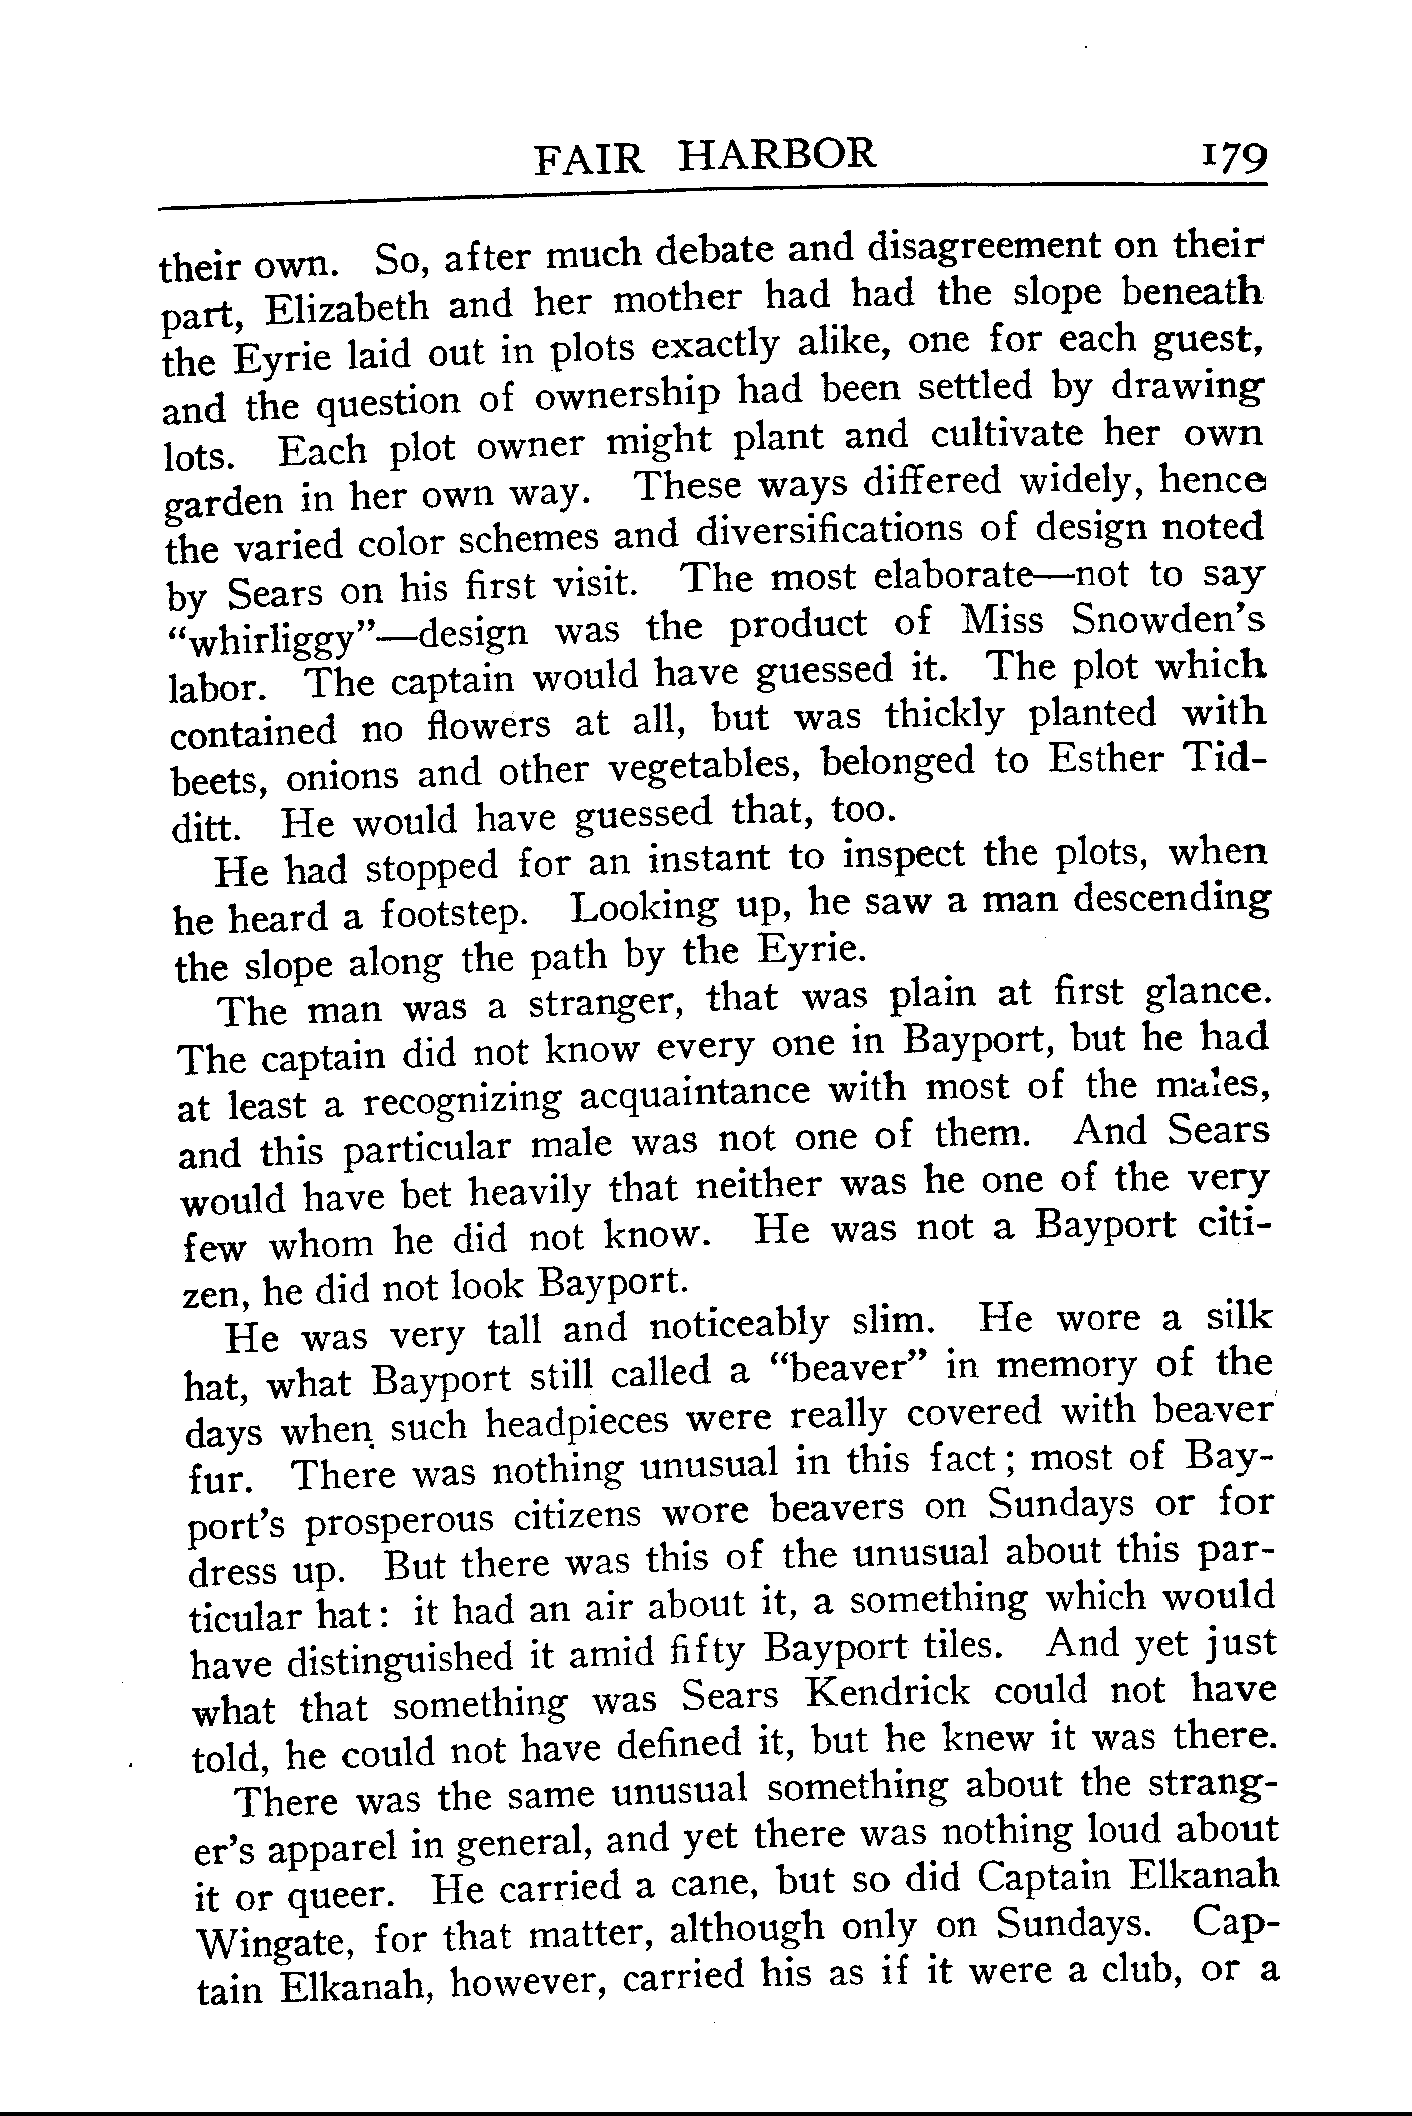 FAIR HARBOR 179
their own. So, after much debate and disagreement on their
part, Elizabeth and her mother had had the slope beneath
the Eyrie laid out in plots exactly alike, one for each guest,
and the question of ownership had been settled by drawing
lots. Each plot owner might plant and cultivate her own
garden in her own way. These ways differed widely, hence
the varied color schemes and diversifications of design noted
by Sears on his first visit. The most elaborate—not to say
“whirliggy”—design was the product of Miss Snowden’s
labor. The captain would have guessed it. The plot which
contained no flowers at all, but was thickly planted with
beets, onions and other vegetables, belonged to Esther Tid-
ditt. He would have guessed that, too.
He had stopped for an instant to inspect the plots, when
he heard a footstep. Looking up, he saw a man descending
the slope along the path by the Eyrie.
The man was a stranger, that was plain at first glance.
The captain did not know every one in Bayport, but he had
at least a recognizing acquaintance with most of the males,
and this particular male was not one of them. And Sears
would have bet heavily that neither was he one of the very
few whom he did not know. He was not a Bayport citi-
zen, he did not look Bayport.
He was very tall and noticeably slim. He wore a silk
hat, what Bayport still called a “beaver” in memory of the
days when such headpieces were really covered with beaver
fur. There was nothing unusual in this fact; most of Bay-
port’s prosperous citizens wore beavers on Sundays or for
dress up. But there was this of the unusual about this par-
ticular hat: it had an air about it, a something which would
have distinguished it amid fifty Bayport tiles. And yet just
what that something was Sears Kendrick could not have
told, he could not have defined it, but he knew it was there.
There was the same unusual something about the strang-
er’s apparel in general, and yet there was nothing loud about
it or queer. He carried a cane, but so did Captain Elkanah
Wingate, for that matter, although only on Sundays. Cap-
tain Elkanah, however, carried his as if it were a club, or a